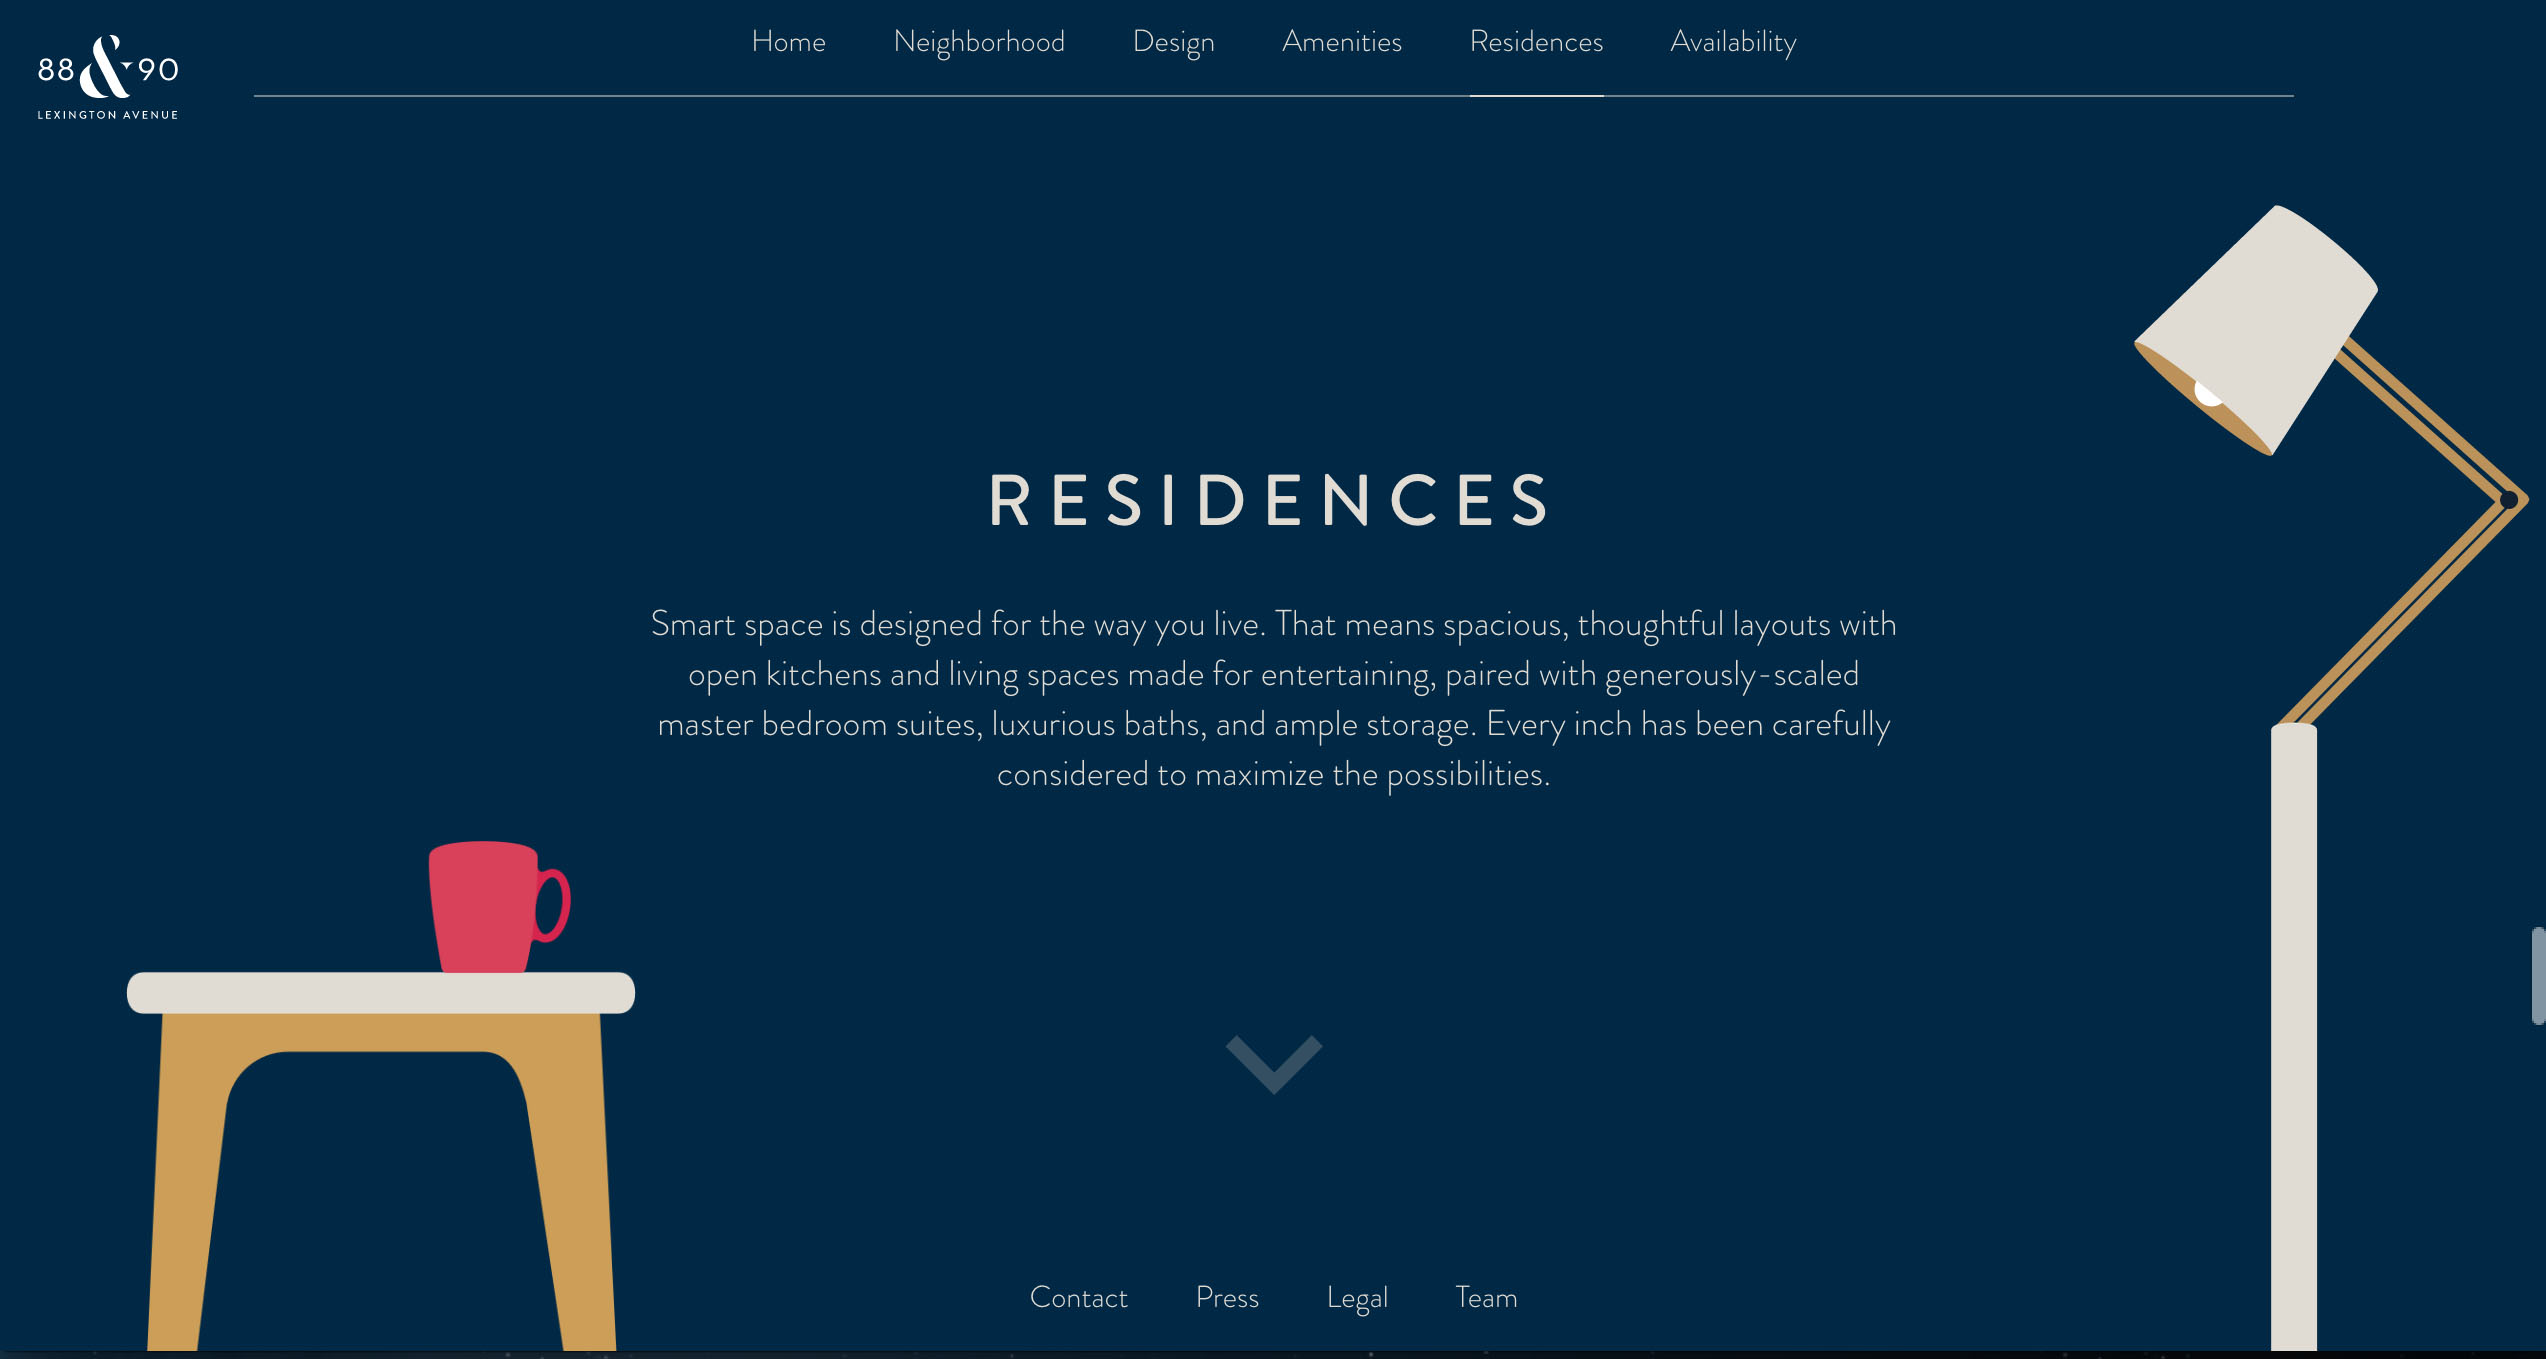 88 & 90
LEXINGTON AVENUE
Home Neighborhood Design Amenities Residences Availability
RESIDENCES
Smart space is designed for the way you live. That means spacious, thoughtful layouts with
open kitchens and living spaces made for entertaining, paired with generously-scaled
master bedroom suites, luxurious baths, and ample storage. Every inch has been carefully
considered to maximize the possibilities.
Contact Press Legal Team